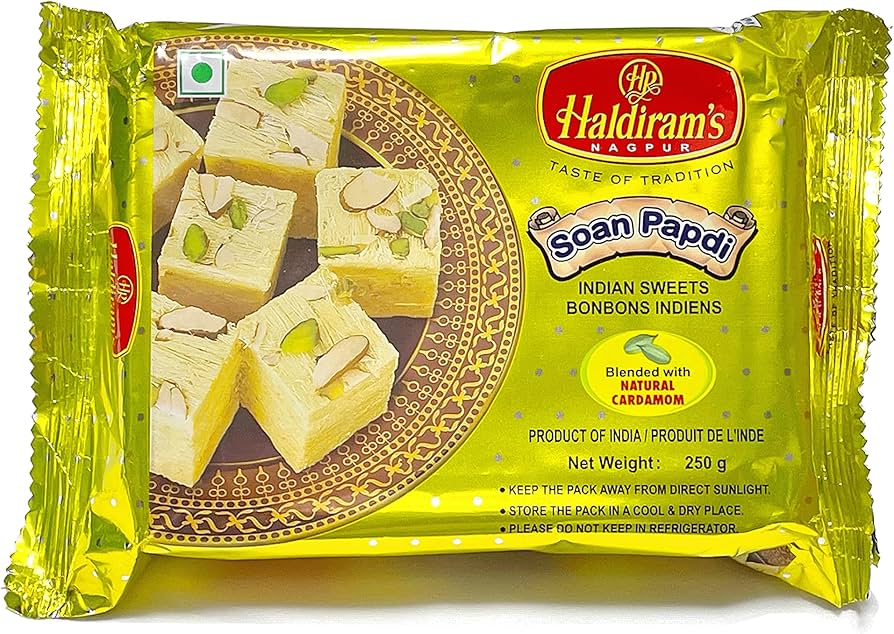 HR
Haldiram's
NAGPUR
TASTE OF TRADITION
Soan Papdi
INDIAN SWEETS
BONBONS INDIENS
Blended with
NATURAL
CARDAMOM
PRODUCT OF INDIA / PRODUIT DE L'INDE
Net Weight: 250 g
• KEEP THE PACK AWAY FROM DIRECT SUNLIGHT.
• STORE THE PACK IN A COOL & DRY PLACE.
• PLEASE DO NOT KEEP IN REFRIGERATOR.